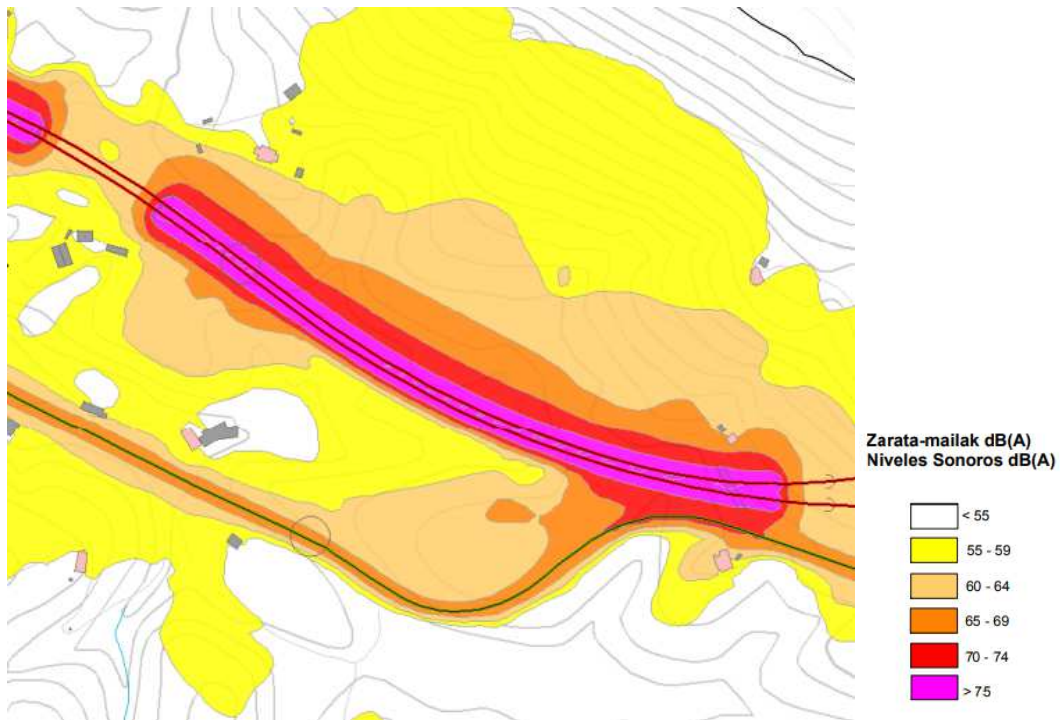 Zarata-mailak dB(A)
Niveles Sonoros dB(A)
< 55
55 - 59
60 - 64
65 - 69
70 - 74
> 75